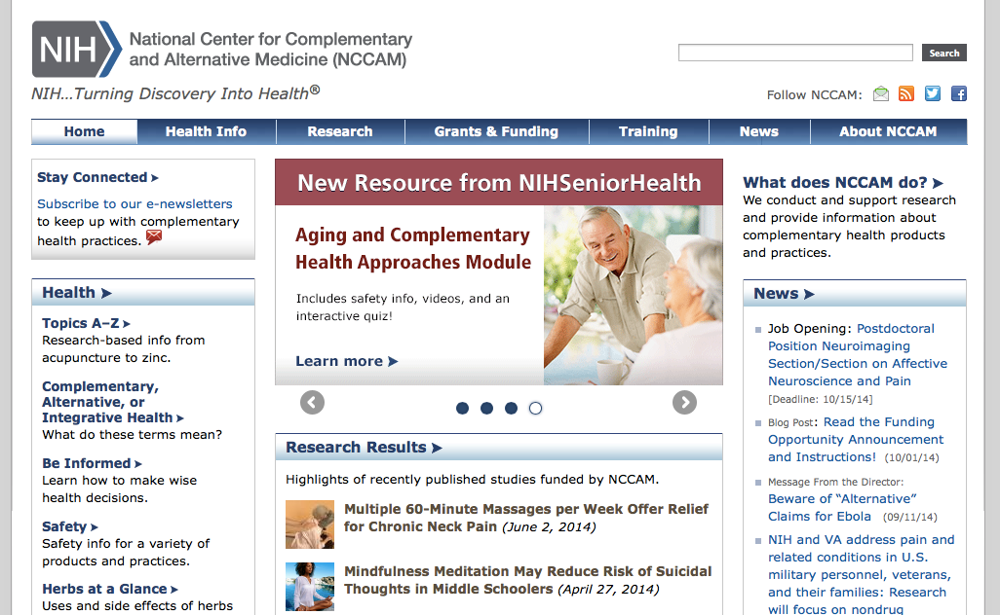 NIH
National Center for Complementary
and Alternative Medicine (NCCAM)
NIH...Turning Discovery Into Health®
Search
Follow NCCAM:
Home
Health Info
Research
Grants & Funding
Training
News
About NCCAM
Stay Connected
Subscribe to our e-newsletters
to keep up with complementary
health practices.
Health
Topics A–Z
Research-based info from
acupuncture to zinc.
Complementary,
Alternative, or
Integrative Health
What do these terms mean?
Be Informed
Learn how to make wise
health decisions.
Safety
Safety info for a variety of
products and practices.
Herbs at a Glance
Uses and side effects of herbs
New Resource from NIHSeniorHealth
Aging and Complementary
Health Approaches Module
Includes safety info, videos, and an
interactive quiz!
Learn more
Research Results
Highlights of recently published studies funded by NCCAM.
Multiple 60-Minute Massages per Week Offer Relief
for Chronic Neck Pain (June 2, 2014)
Mindfulness Meditation May Reduce Risk of Suicidal
Thoughts in Middle Schoolers (April 27, 2014)
What does NCCAM do?
We conduct and support research
and provide information about
complementary health products
and practices.
News
Job Opening: Postdoctoral
Position Neuroimaging
Section/Section on Affective
Neuroscience and Pain
[Deadline: 10/15/14]
Blog Post: Read the Funding
Opportunity Announcement
and Instructions! (10/01/14)
Message From the Director:
Beware of “Alternative”
Claims for Ebola (09/11/14)
NIH and VA address pain and
related conditions in U.S.
military personnel, veterans,
and their families: Research
will focus on nondrug